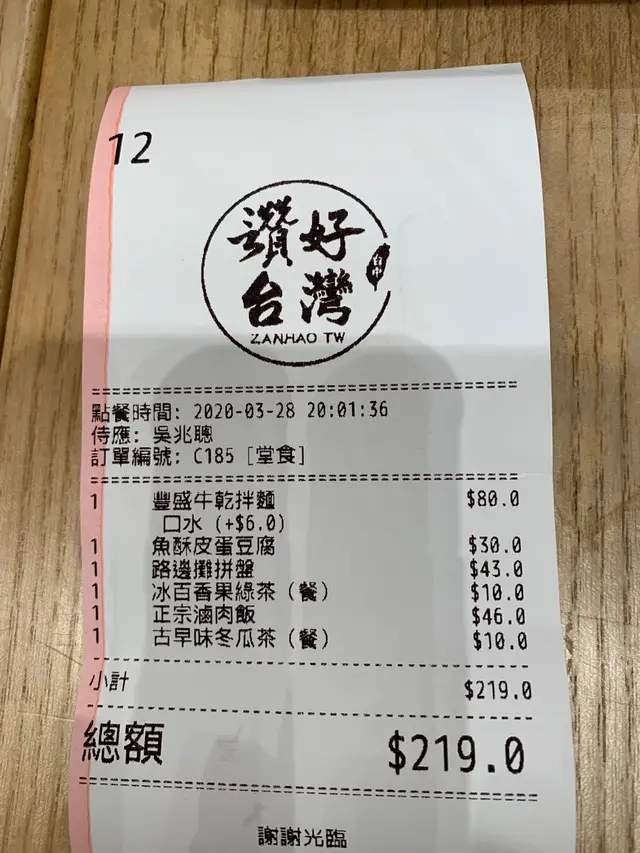 12
讚好
台灣
ZANHAO TW
點餐時間: 2020-03-28 20:01:36
侍應: 吳兆聰
訂單編號: C185 [堂食]
1 豐盛牛乾拌麵 $80.0
口水 (+$6.0)
1 魚酥皮蛋豆腐 $30.0
1 路邊攤拼盤 $43.0
1 冰百香果綠茶 (餐) $10.0
1 正宗滷肉飯 $46.0
1 古早味冬瓜茶 (餐) $10.0
小計 $219.0
總額 $219.0
謝謝光臨